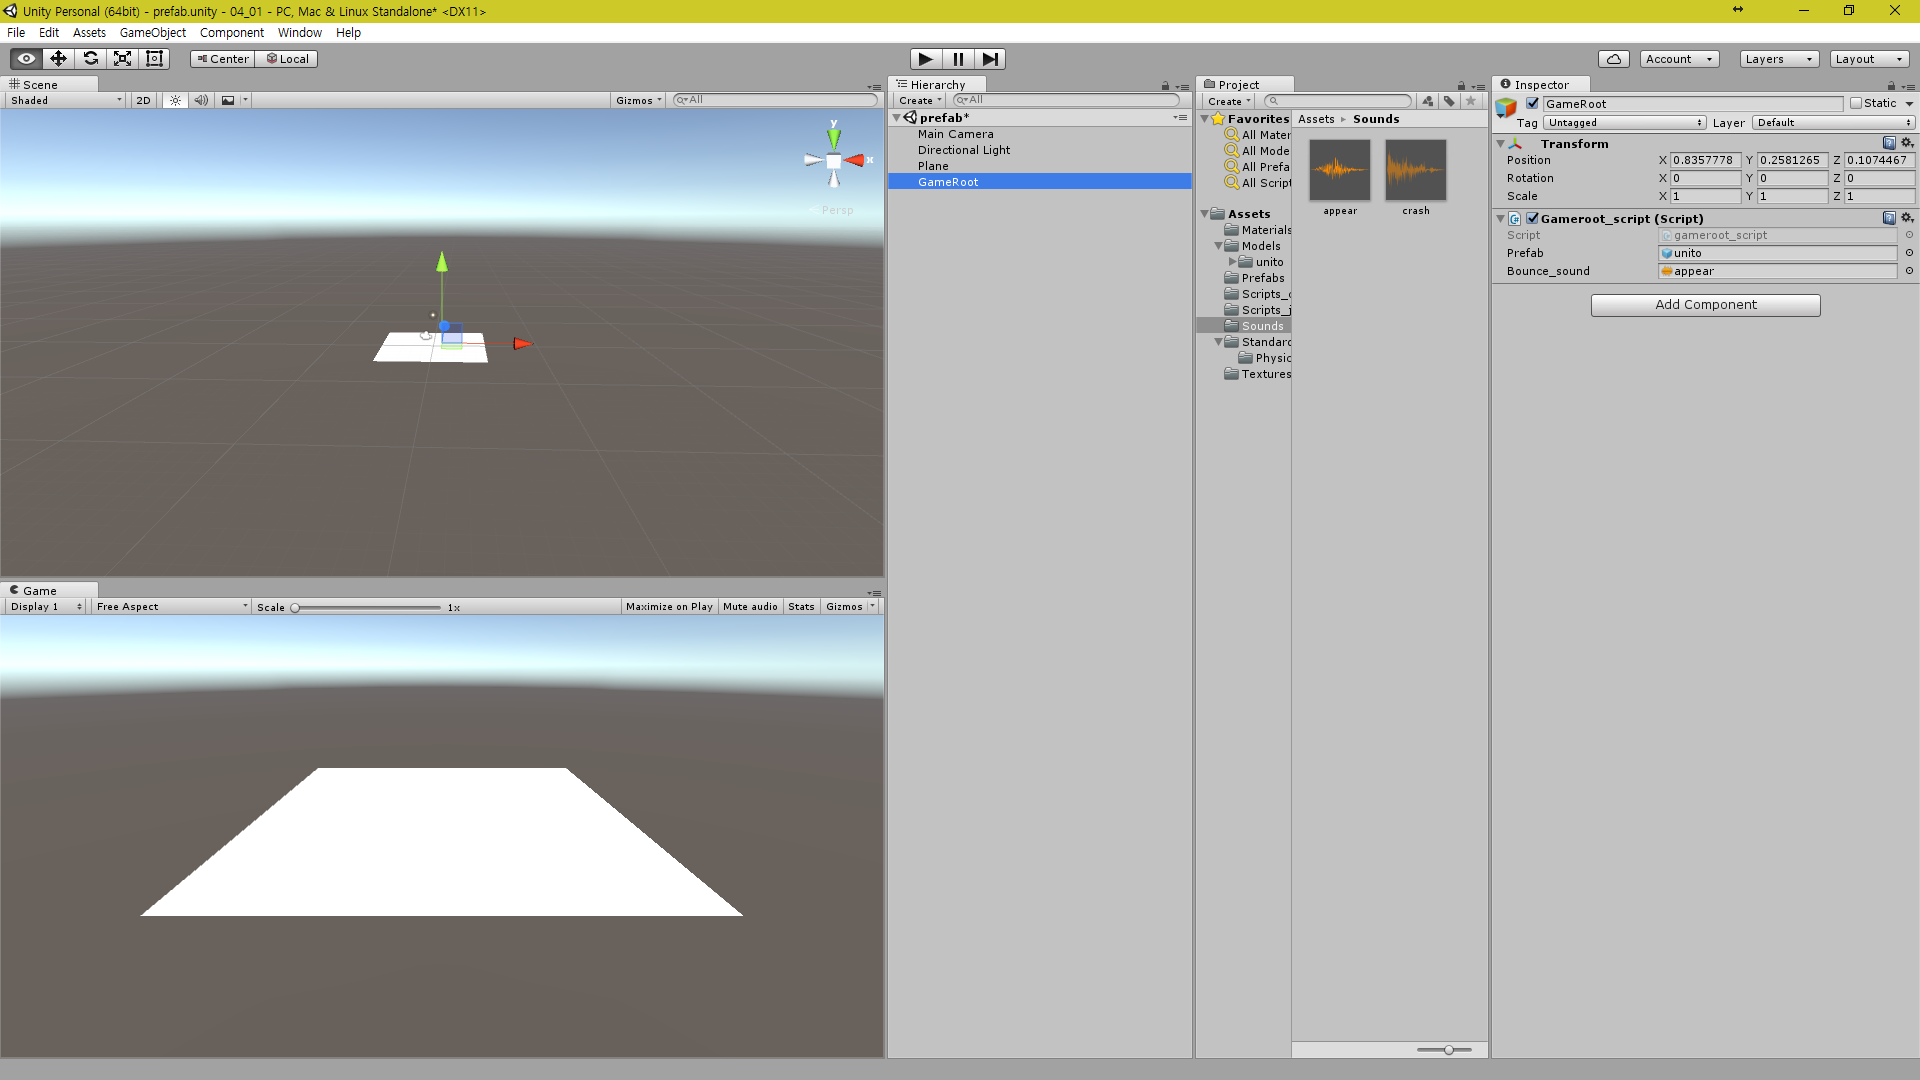 Unity Personal (64bit) - prefab.unity - 04_01 - PC, Mac & Linux Standalone* <DX11>
File Edit Assets GameObject Component Window Help
Center Local Account Layers Layout
Scene
Shaded 2D Gizmos All
y
x
Persp
Game
Display 1 Free Aspect Scale 1x Maximize on Play Mute audio Stats Gizmos
Hierarchy
Create All
prefab*
Main Camera
Directional Light
Plane
GameRoot
Project
Create
Favorites
All Mater
All Mode
All Prefa
All Script
Assets
Materials
Models
unito
Prefabs
Scripts_
Scripts_j
Sounds
Standard
Physic
Textures
Assets Sounds
appear crash
Inspector
GameRoot Static
Tag Untagged Layer Default
Transform
Position X 0.8357778 Y 0.2581265 Z 0.1074467
Rotation X 0 Y 0 Z 0
Scale X 1 Y 1 Z 1
Gameroot_script (Script)
Script gameroot_script
Prefab unito
Bounce_sound appear
Add Component